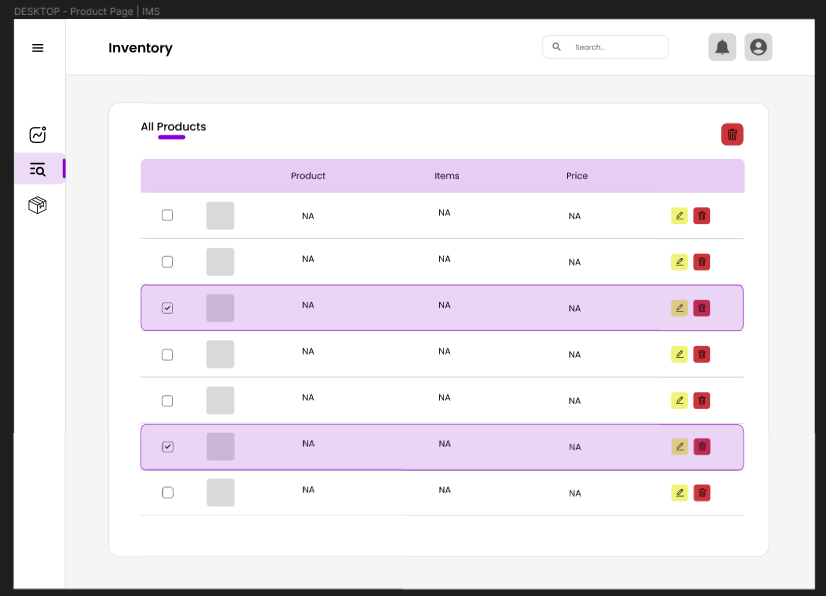 DESKTOP - Product Page | IMS
Inventory
Search...
All Products
Product Items Price
NA NA NA
NA NA NA
NA NA NA
NA NA NA
NA NA NA
NA NA NA
NA NA NA